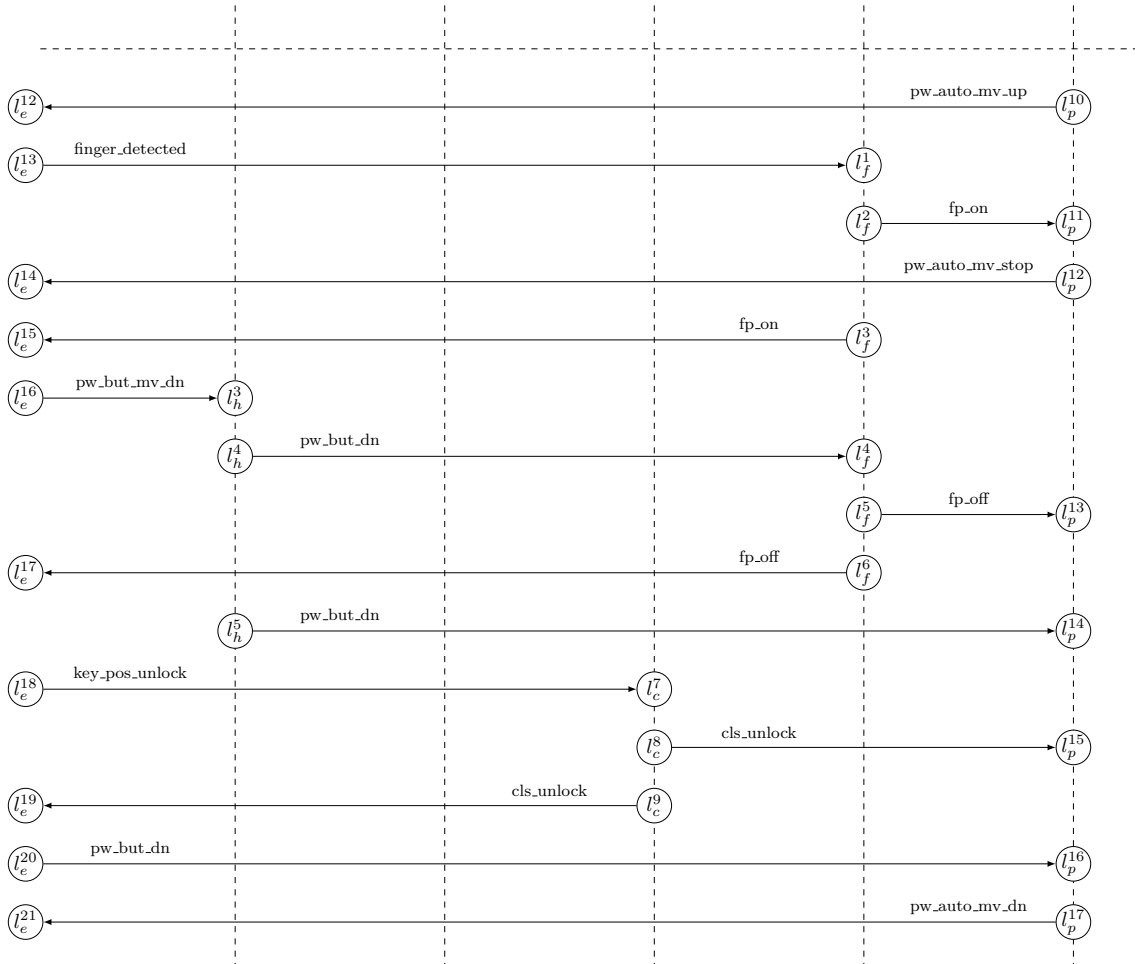 l_e^12 pw_auto_mv_up l_p^10
l_e^13 finger_detected l_f^1
l_f^2 fp_on l_p^11
l_e^14 pw_auto_mv_stop l_p^12
l_e^15 fp_on l_f^3
l_e^16 pw_but_mv_dn l_h^3
l_h^4 pw_but_dn l_f^4
l_f^5 fp_off l_p^13
l_e^17 fp_off l_f^6
l_h^5 pw_but_dn l_p^14
l_e^18 key_pos_unlock l_c^7
l_c^8 cls_unlock l_p^15
l_e^19 cls_unlock l_c^9
l_e^20 pw_but_dn l_p^16
l_e^21 pw_auto_mv_dn l_p^17